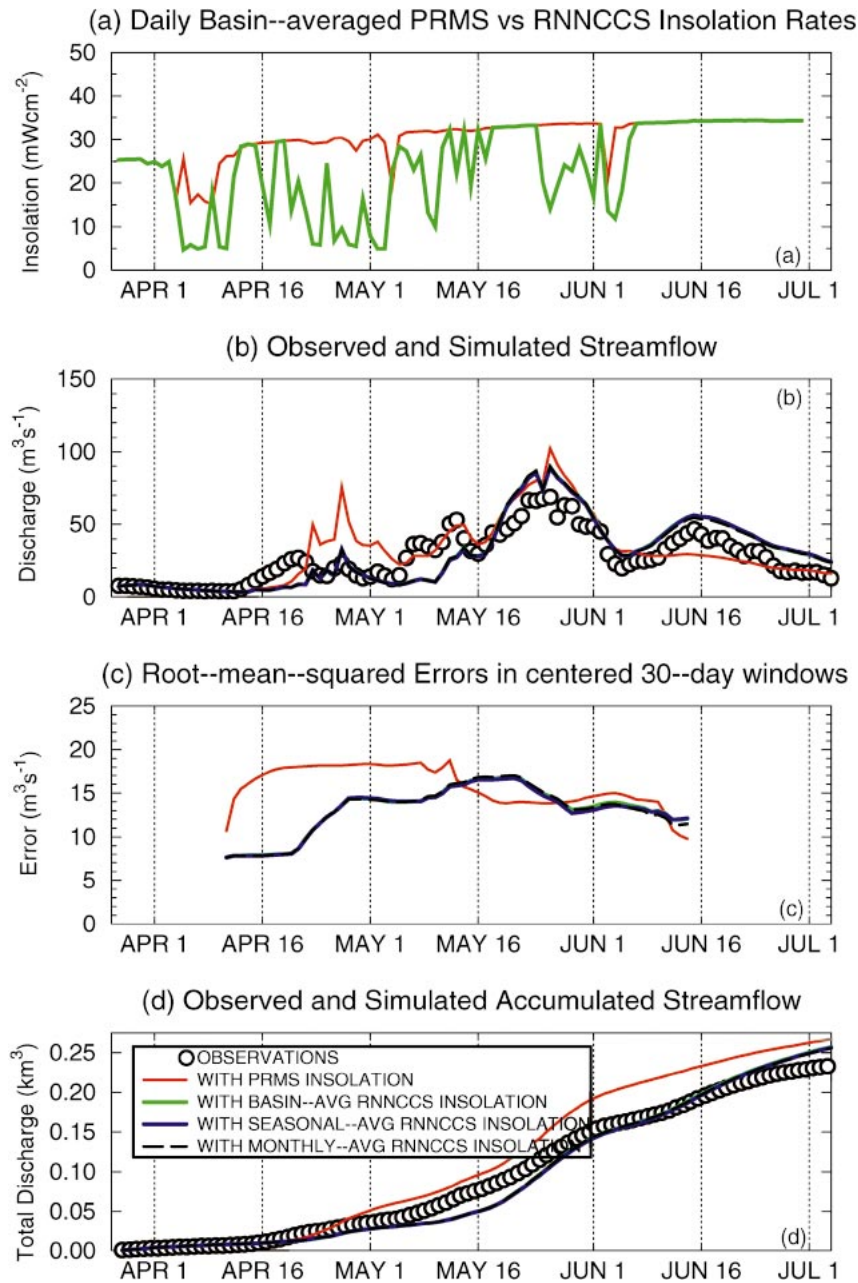 (a) Daily Basin--averaged PRMS vs RNNCCS Insolation Rates
50
40
30
20
10
0
Insolation (mWcm-2)
(a)
APR 1 APR 16 MAY 1 MAY 16 JUN 1 JUN 16 JUL 1
(b) Observed and Simulated Streamflow
150
100
50
0
Discharge (m3s-1)
(b)
APR 1 APR 16 MAY 1 MAY 16 JUN 1 JUN 16 JUL 1
(c) Root--mean--squared Errors in centered 30--day windows
25
20
15
10
5
0
Error (m3s-1)
(c)
APR 1 APR 16 MAY 1 MAY 16 JUN 1 JUN 16 JUL 1
(d) Observed and Simulated Accumulated Streamflow
0.25
0.20
0.15
0.10
0.05
0.00
Total Discharge (km3)
OBSERVATIONS
WITH PRMS INSOLATION
WITH BASIN--AVG RNNCCS INSOLATION
WITH SEASONAL--AVG RNNCCS INSOLATION
WITH MONTHLY--AVG RNNCCS INSOLATION
(d)
APR 1 APR 16 MAY 1 MAY 16 JUN 1 JUN 16 JUL 1